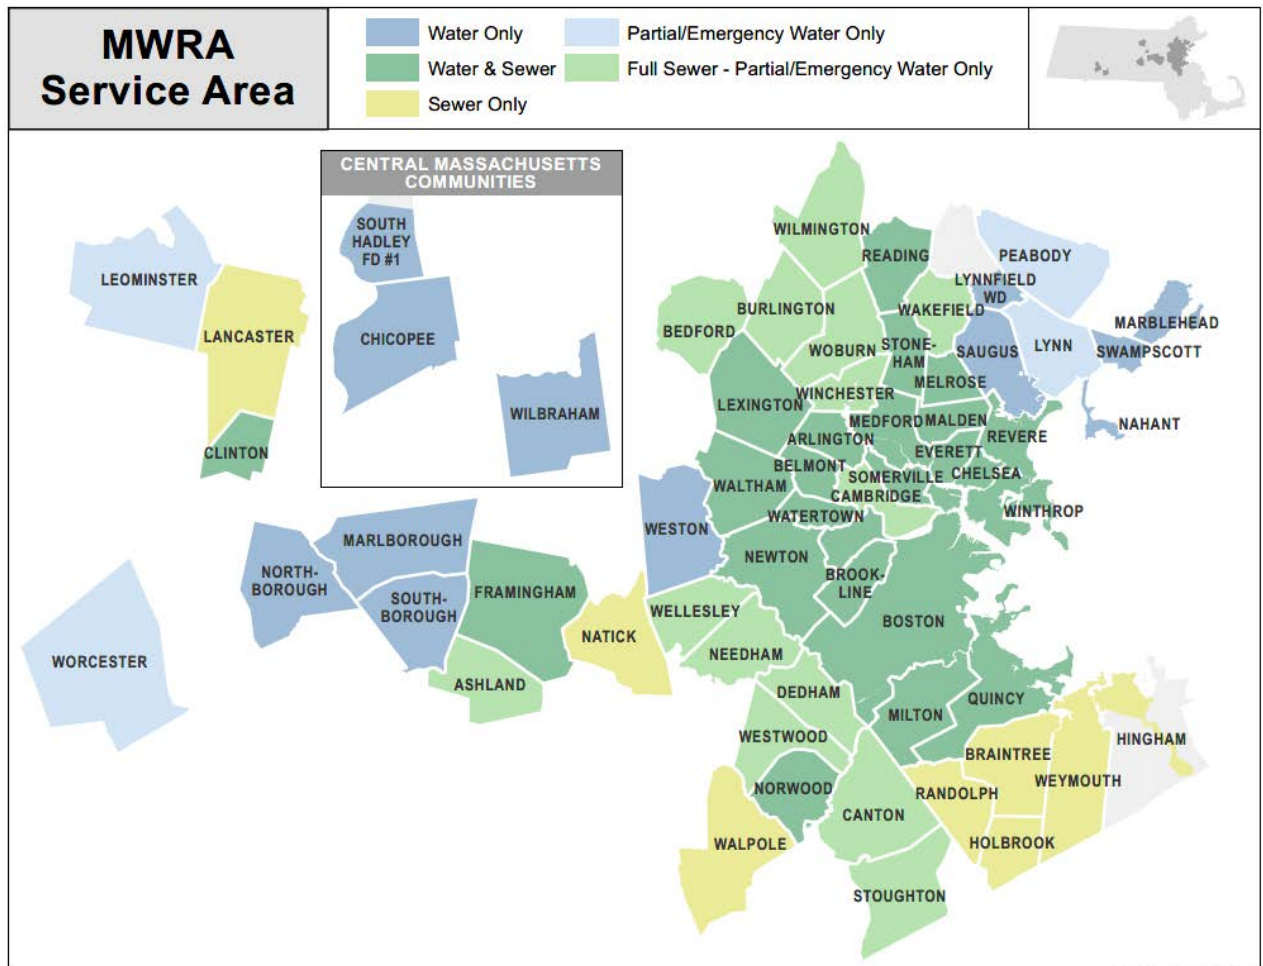 MWRA
Service Area
Water Only
Partial/Emergency Water Only
Water & Sewer
Full Sewer - Partial/Emergency Water Only
Sewer Only
CENTRAL MASSACHUSETTS
COMMUNITIES
SOUTH
HADLEY
FD #1
CHICOPEE
WILBRAHAM
LEOMINSTER
LANCASTER
CLINTON
WILMINGTON
READING
PEABODY
LYNNFIELD
WD
BURLINGTON
WAKEFIELD
MARBLEHEAD
BEDFORD
WOBURN
STONE-
HAM
SAUGUS
LYNN
SWAMPSCOTT
MELROSE
WINCHESTER
LEXINGTON
MEDFORD
MALDEN
NAHANT
REVERE
ARLINGTON
EVERETT
BELMONT
SOMERVILLE
CHELSEA
WALTHAM
CAMBRIDGE
WINTHROP
WATERTOWN
WESTON
MARLBOROUGH
NEWTON
NORTH-
BOROUGH
BROOK-
LINE
FRAMINGHAM
SOUTH-
BOROUGH
WELLESLEY
BOSTON
NATICK
NEEDHAM
WORCESTER
ASHLAND
DEDHAM
QUINCY
MILTON
WESTWOOD
HINGHAM
BRAINTREE
WEYMOUTH
NORWOOD
RANDOLPH
CANTON
WALPOLE
HOLBROOK
STOUGHTON